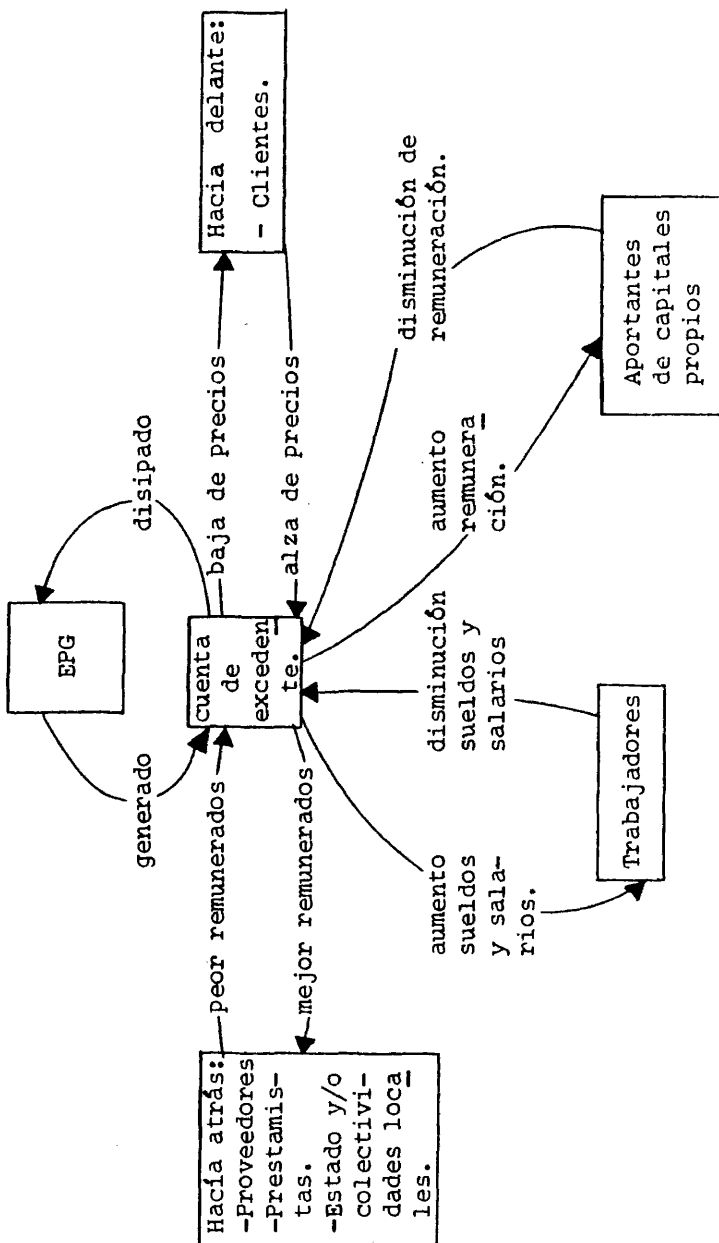 EPG
generado
disipado
Hacía atrás:
-Proveedores
-Prestamis-
tas.
-Estado y/o
colectivi-
dades loca
les.
peor remunerados
mejor remunerados
cuenta
de
exceden
te.
baja de precios
alza de precios
Hacia delante:
- Clientes.
aumento
sueldos
y sala-
rios.
disminución
sueldos y
salarios
aumento
remunera
ción.
disminución de
remuneración.
Trabajadores
Aportantes
de capitales
propios